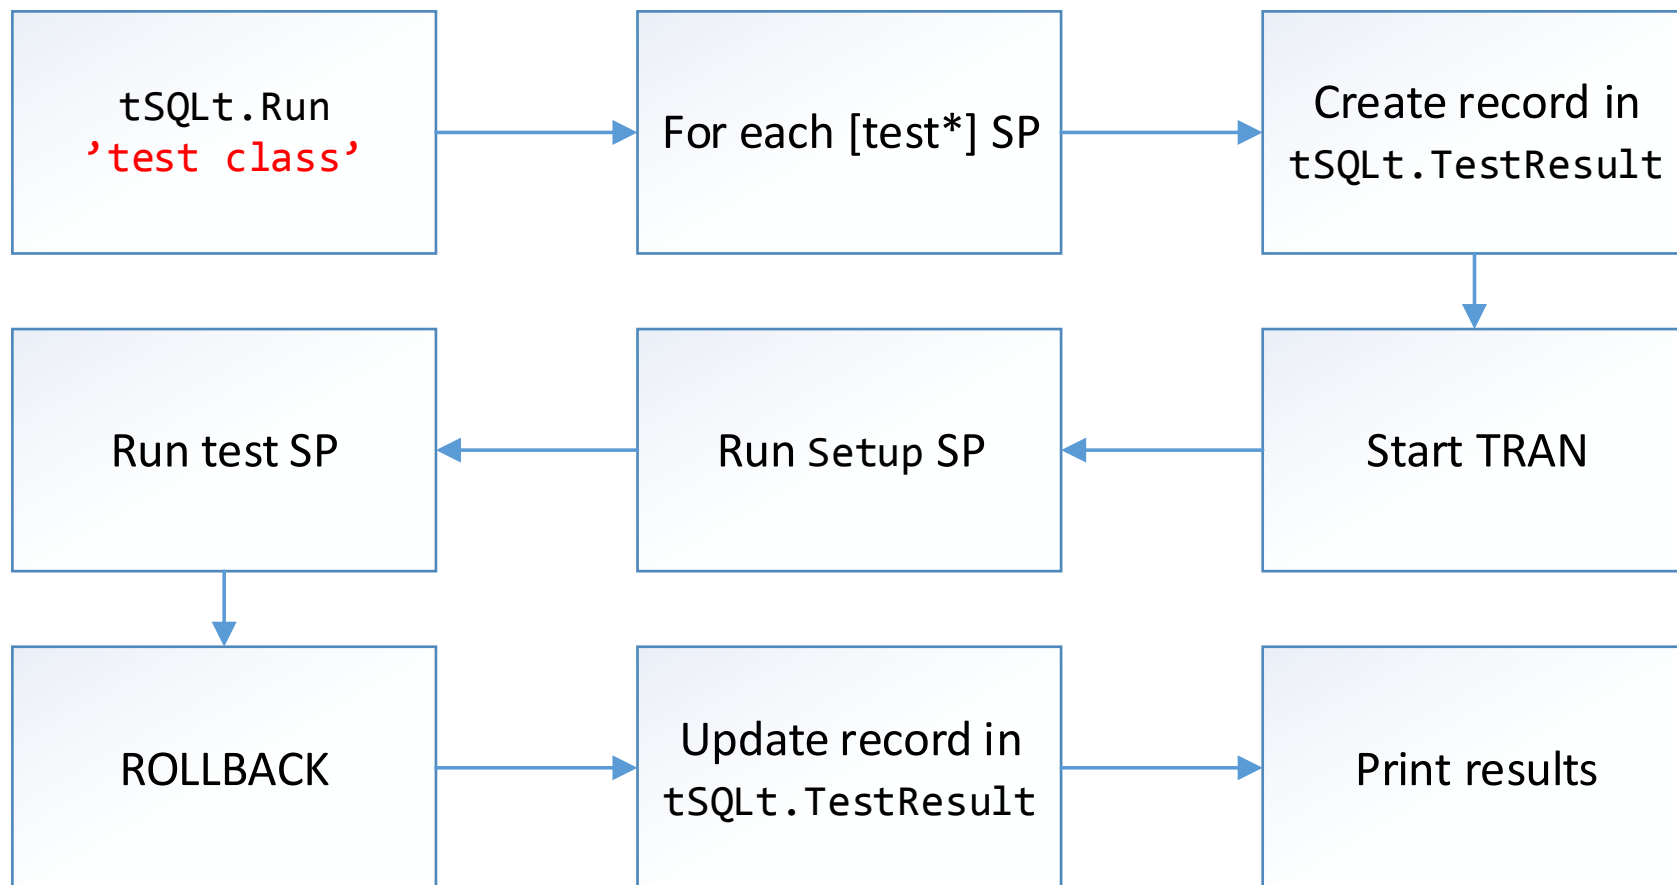 tSQLt.Run
’test class’
For each [test*] SP
Create record in
tSQLt.TestResult
Start TRAN
Run Setup SP
Run test SP
ROLLBACK
Update record in
tSQLt.TestResult
Print results